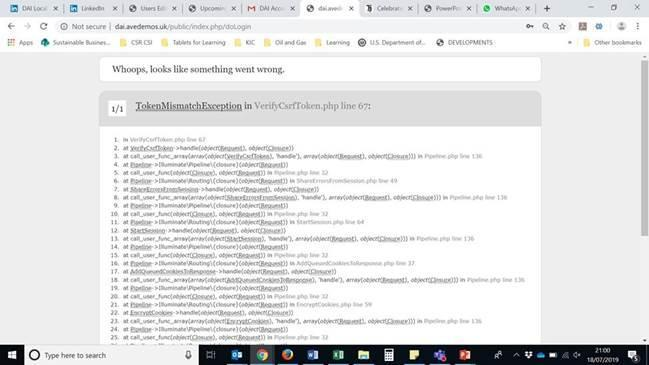 DAI Local
LinkedIn
Users Edi
Upcoming
DAI Acco
dai.avede
Celebrate
PowerPoi
WhatsAp
Not secure | dai.avedemos.uk/public/index.php/doLogin
Apps Sustainable Busines... CSR CSI Tablets for Learning KIC Oil and Gas Learning U.S. Department of... DEVELOPMENTS » Other bookmarks
Whoops, looks like something went wrong.
1/1 TokenMismatchException in VerifyCsrfToken.php line 67:
1. in VerifyCsrfToken.php line 67
2. at VerifyCsrfToken->handle(object(Request), object(Closure))
3. at call_user_func_array(array(object(VerifyCsrfToken), 'handle'), array(object(Request), object(Closure))) in Pipeline.php line 136
4. at Pipeline->Illuminate\Pipeline\{closure}(object(Request))
5. at call_user_func(object(Closure), object(Request)) in Pipeline.php line 32
6. at Pipeline->Illuminate\Routing\{closure}(object(Request)) in ShareErrorsFromSession.php line 49
7. at ShareErrorsFromSession->handle(object(Request), object(Closure))
8. at call_user_func_array(array(object(ShareErrorsFromSession), 'handle'), array(object(Request), object(Closure))) in Pipeline.php line 136
9. at Pipeline->Illuminate\Pipeline\{closure}(object(Request))
10. at call_user_func(object(Closure), object(Request)) in Pipeline.php line 32
11. at Pipeline->Illuminate\Routing\{closure}(object(Request)) in StartSession.php line 64
12. at StartSession->handle(object(Request), object(Closure))
13. at call_user_func_array(array(object(StartSession), 'handle'), array(object(Request), object(Closure))) in Pipeline.php line 136
14. at Pipeline->Illuminate\Pipeline\{closure}(object(Request))
15. at call_user_func(object(Closure), object(Request)) in Pipeline.php line 32
16. at Pipeline->Illuminate\Routing\{closure}(object(Request)) in AddQueuedCookiesToResponse.php line 37
17. at AddQueuedCookiesToResponse->handle(object(Request), object(Closure))
18. at call_user_func_array(array(object(AddQueuedCookiesToResponse), 'handle'), array(object(Request), object(Closure))) in Pipeline.php line 136
19. at Pipeline->Illuminate\Pipeline\{closure}(object(Request))
20. at call_user_func(object(Closure), object(Request)) in Pipeline.php line 32
21. at Pipeline->Illuminate\Routing\{closure}(object(Request)) in EncryptCookies.php line 59
22. at EncryptCookies->handle(object(Request), object(Closure))
23. at call_user_func_array(array(object(EncryptCookies), 'handle'), array(object(Request), object(Closure))) in Pipeline.php line 136
24. at Pipeline->Illuminate\Pipeline\{closure}(object(Request))
25. at call_user_func(object(Closure), object(Request)) in Pipeline.php line 32
Type here to search
21:00
18/07/2019